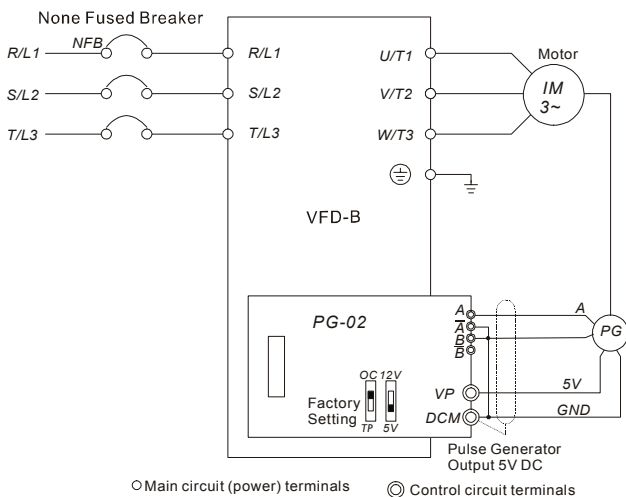 None Fused Breaker
R/L1 NFB R/L1 U/T1 Motor
S/L2 S/L2 V/T2 IM
3~
T/L3 T/L3 W/T3
VFD-B
PG-02 A A
A̅
B PG
B̅
OC 12V
VP 5V
Factory
Setting
TP 5V DCM GND
Pulse Generator
Output 5V DC
Main circuit (power) terminals Control circuit terminals